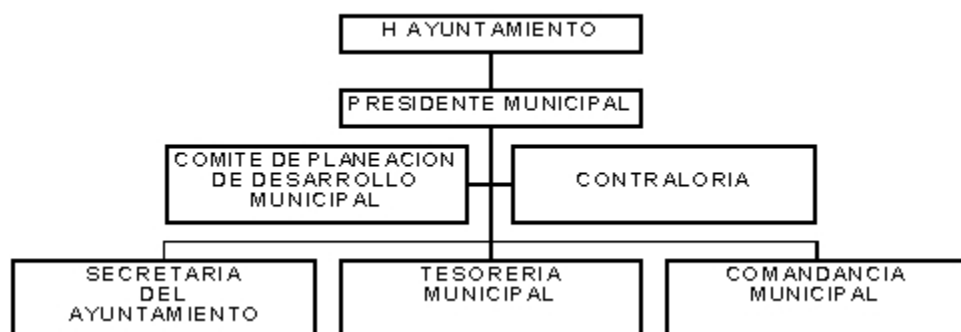 H AYUNTAMIENTO
PRESIDENTE MUNICIPAL
COMITE DE PLANEACION
DE DESARROLLO
MUNICIPAL
CONTRALORIA
SECRETARIA
DEL
AYUNTAMIENTO
TESORERIA
MUNICIPAL
COMANDANCIA
MUNICIPAL